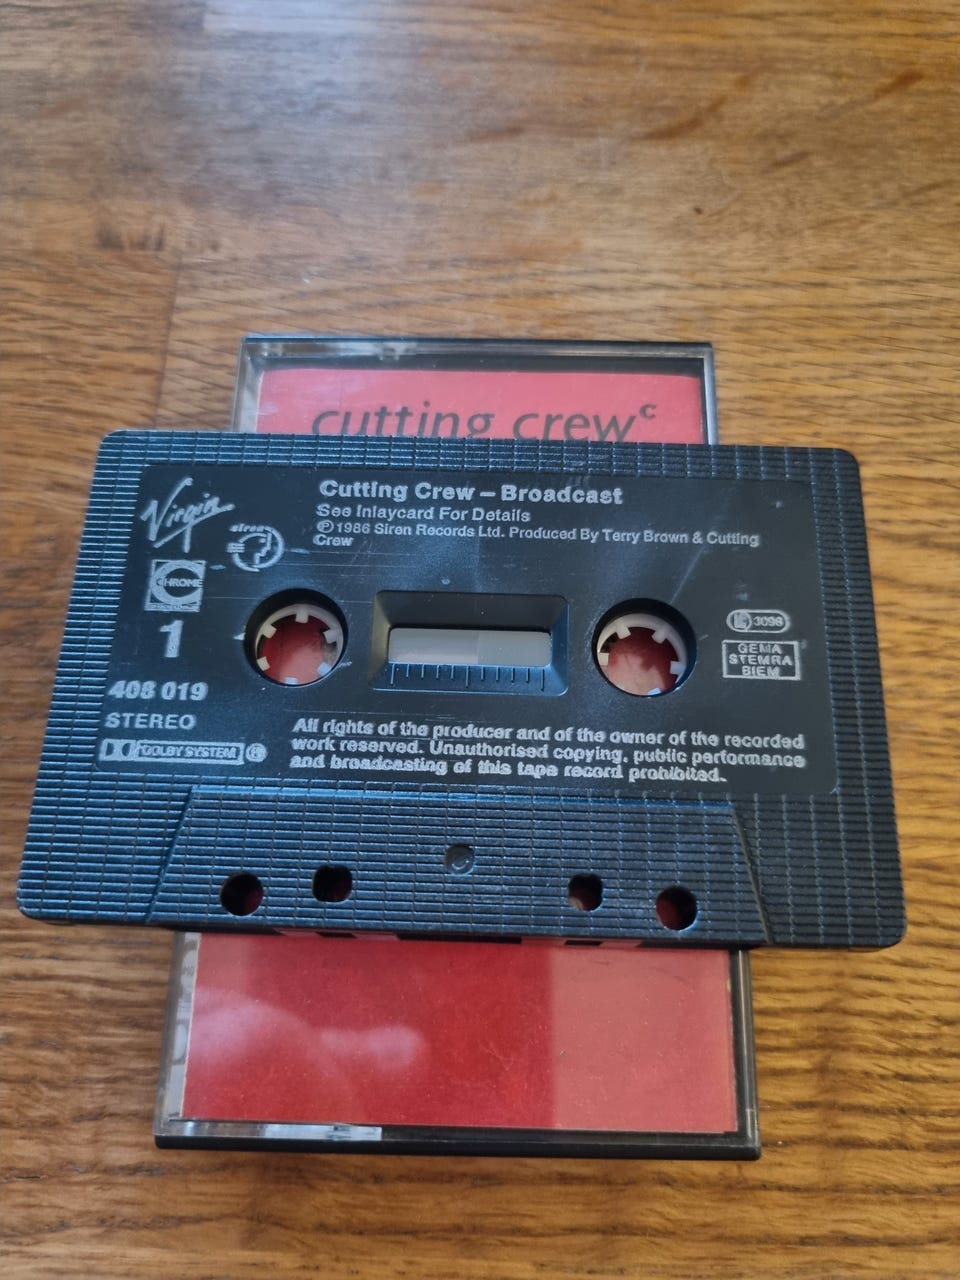 cutting crew c
Virgin
siren
Cutting Crew – Broadcast
See Inlaycard For Details
Ⓟ 1986 Siren Records Ltd. Produced By Terry Brown & Cutting
Crew
CHROME
1
408 019
STEREO
DOLBY SYSTEM
LC 3098
GEMA
STEMRA
BIEM
All rights of the producer and of the owner of the recorded
work reserved. Unauthorised copying, public performance
and broadcasting of this tape record prohibited.